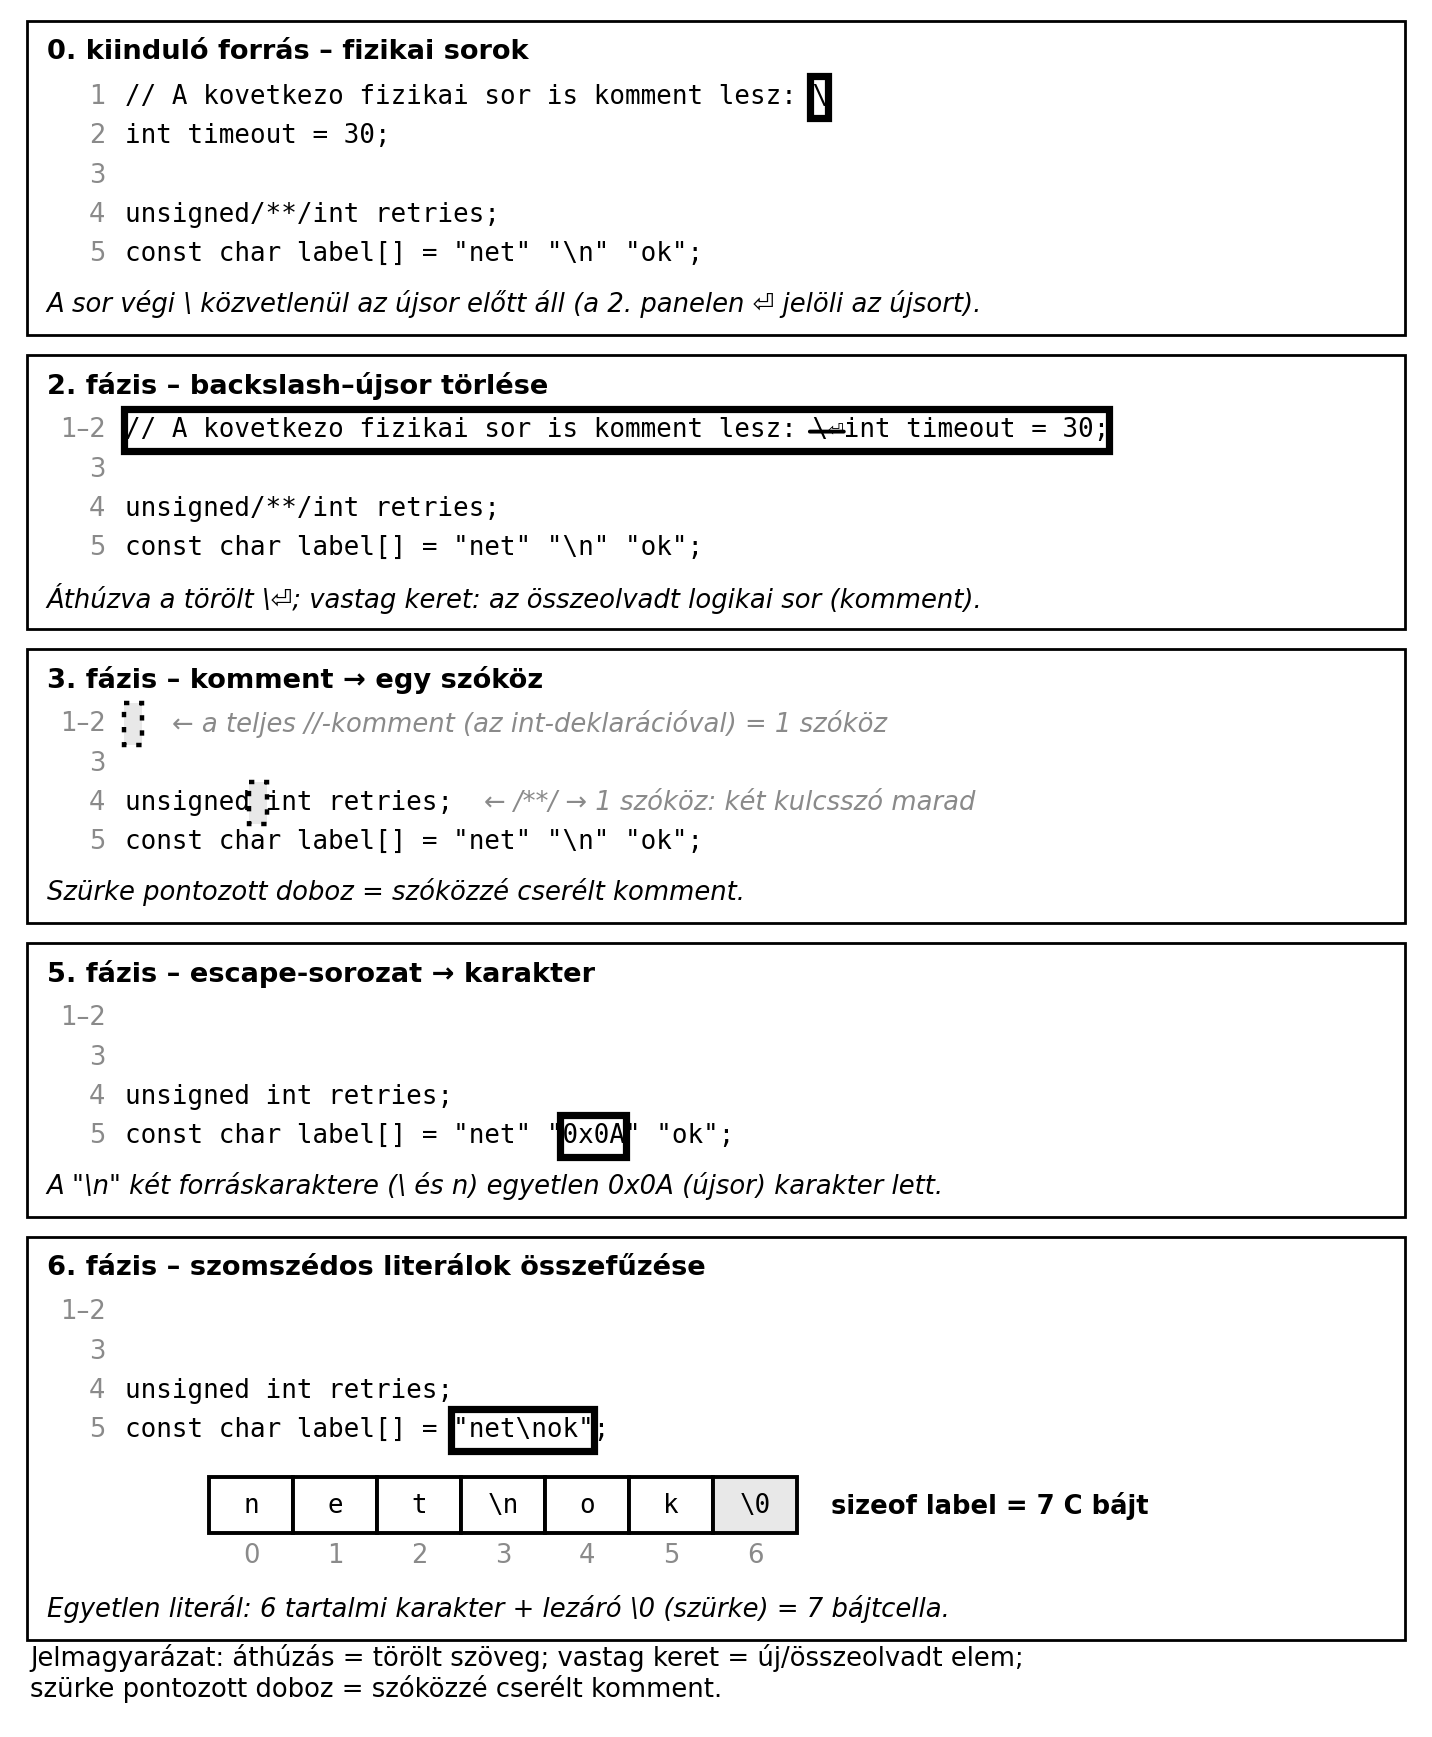 0. kiinduló forrás – fizikai sorok
1 // A kovetkezo fizikai sor is komment lesz: \
2 int timeout = 30;
3
4 unsigned/**/int retries;
5 const char label[] = "net" "\n" "ok";
A sor végi \ közvetlenül az újsor előtt áll (a 2. panelen ⏎ jelöli az újsort).
2. fázis – backslash–újsor törlése
1–2 // A kovetkezo fizikai sor is komment lesz: \⏎int timeout = 30;
3
4 unsigned/**/int retries;
5 const char label[] = "net" "\n" "ok";
Áthúzva a törölt \⏎; vastag keret: az összeolvadt logikai sor (komment).
3. fázis – komment → egy szóköz
1–2 ← a teljes //-komment (az int-deklarációval) = 1 szóköz
3
4 unsigned int retries; ← /**/ → 1 szóköz: két kulcsszó marad
5 const char label[] = "net" "\n" "ok";
Szürke pontozott doboz = szóközzé cserélt komment.
5. fázis – escape-sorozat → karakter
1–2
3
4 unsigned int retries;
5 const char label[] = "net" "0x0A" "ok";
A "\n" két forráskaraktere (\ és n) egyetlen 0x0A (újsor) karakter lett.
6. fázis – szomszédos literálok összefűzése
1–2
3
4 unsigned int retries;
5 const char label[] = "net\nok";
n e t \n o k \0 sizeof label = 7 C bájt
0 1 2 3 4 5 6
Egyetlen literál: 6 tartalmi karakter + lezáró \0 (szürke) = 7 bájtcella.
Jelmagyarázat: áthúzás = törölt szöveg; vastag keret = új/összeolvadt elem;
szürke pontozott doboz = szóközzé cserélt komment.